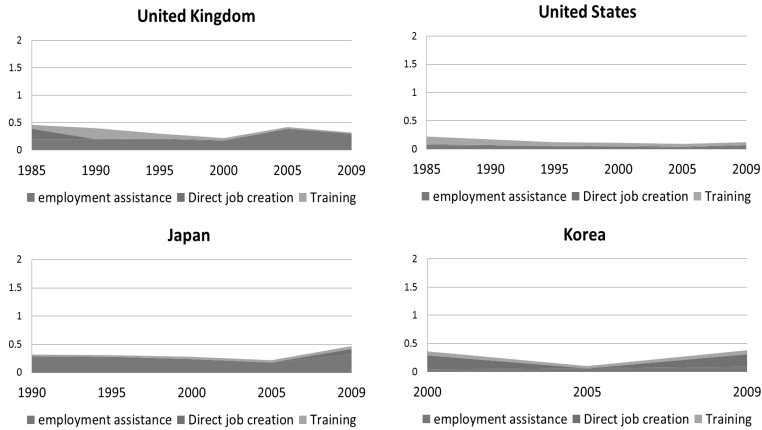 United Kingdom
2
1.5
1
0.5
0
1985 1990 1995 2000 2005 2009
employment assistance Direct job creation Training
United States
2
1.5
1
0.5
0
1985 1990 1995 2000 2005 2009
employment assistance Direct job creation Training
Japan
2
1.5
1
0.5
0
1990 1995 2000 2005 2009
employment assistance Direct job creation Training
Korea
2
1.5
1
0.5
0
2000 2005 2009
employment assistance Direct job creation Training